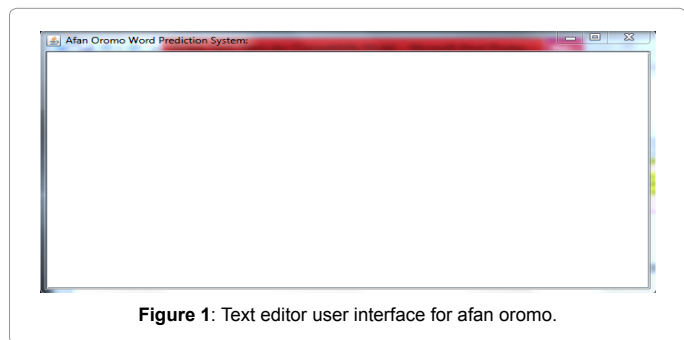 Afan Oromo Word Prediction System:
Figure 1: Text editor user interface for afan oromo.